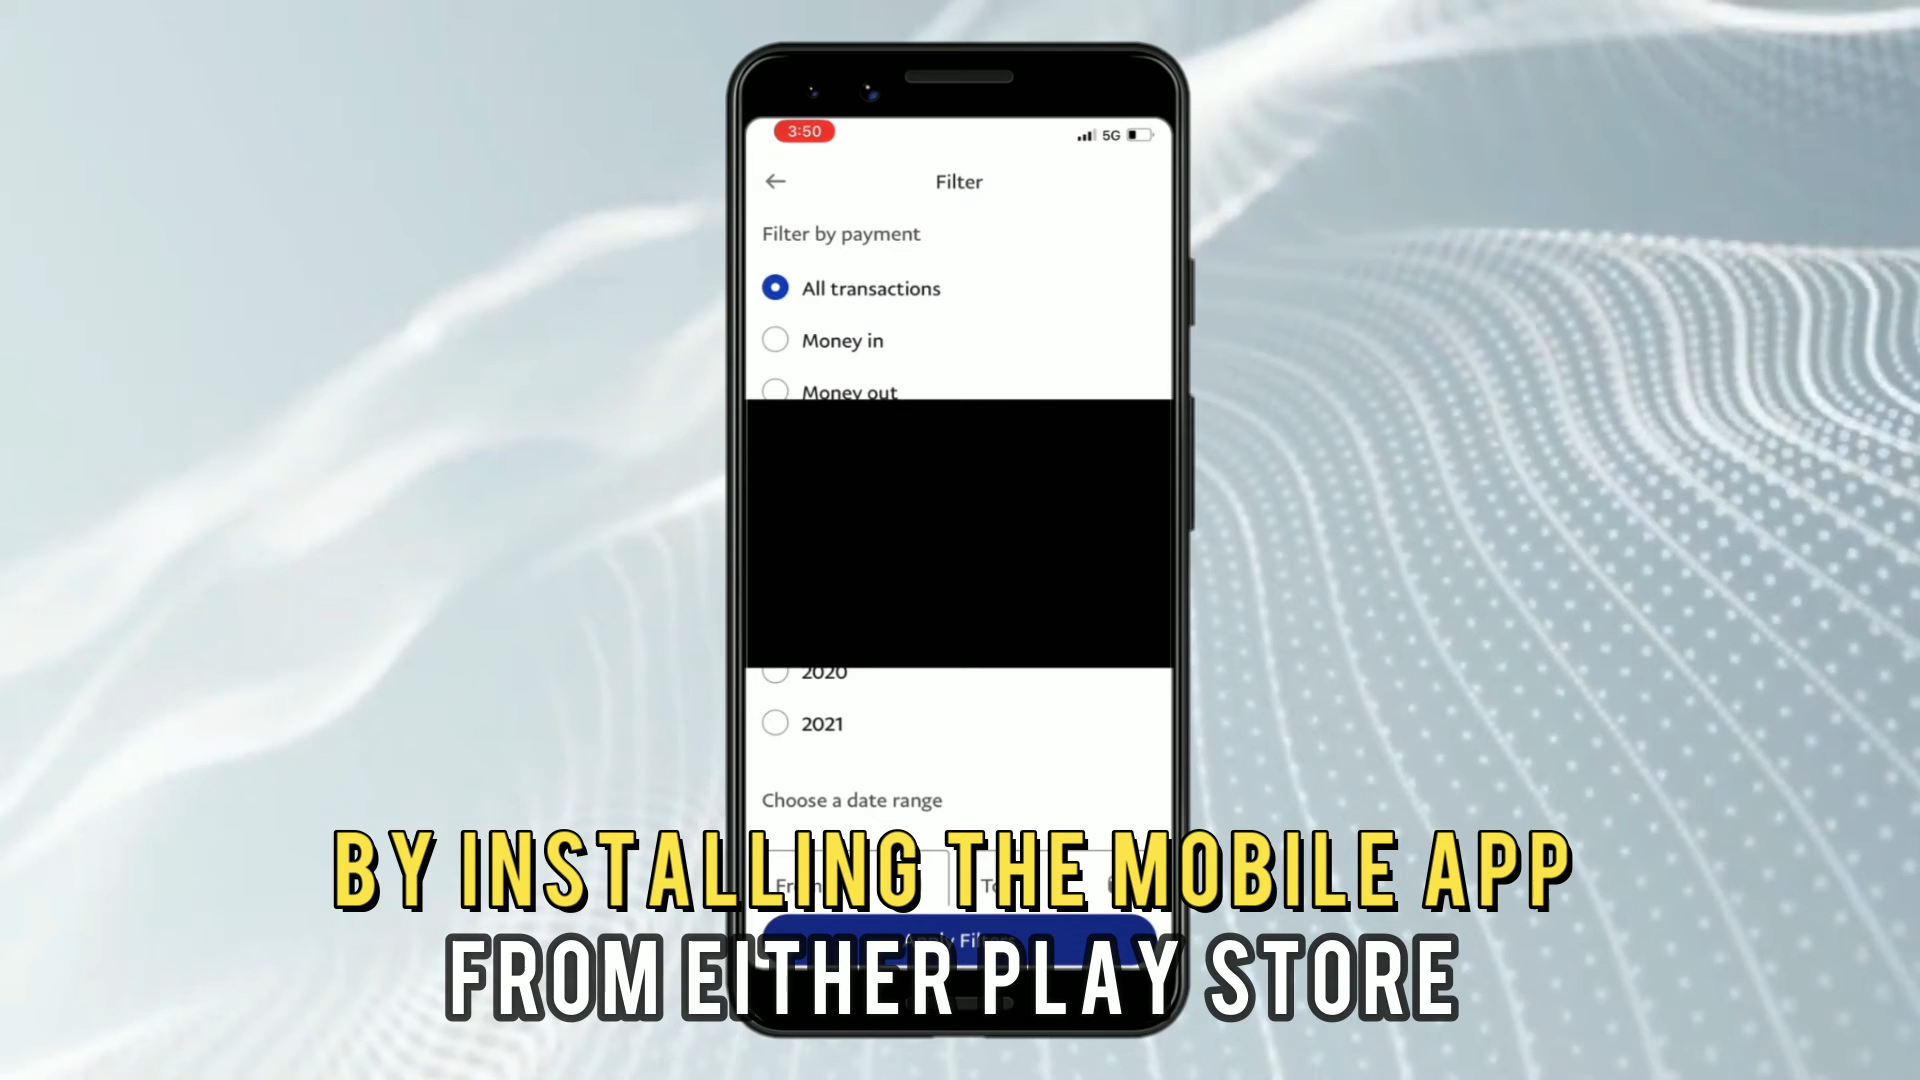 3:50
5G
Filter
Filter by payment
All transactions
Money in
Money out
2020
2021
Choose a date range
BY INSTALLING THE MOBILE APP
FROM EITHER PLAY STORE